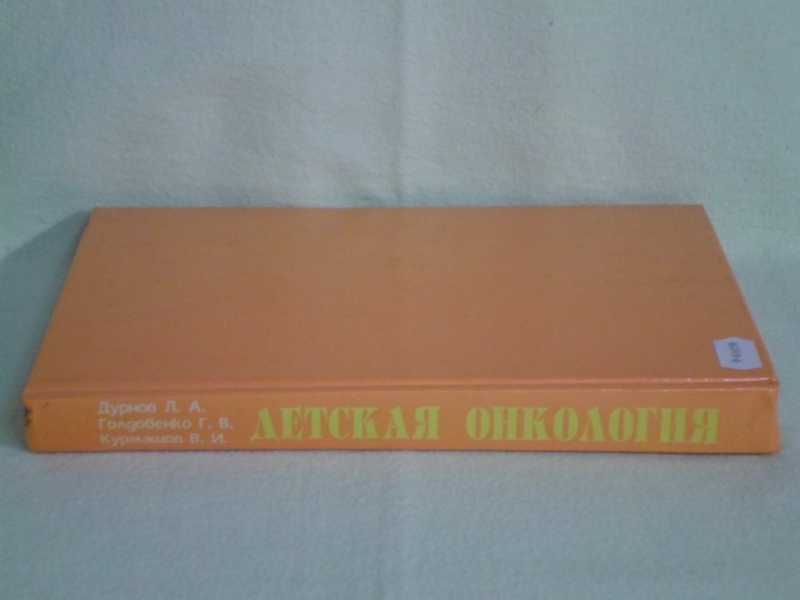 Дурнов Л. А.
Голдобенко Г. В.
Курмашов В. И.
ДЕТСКАЯ ОНКОЛОГИЯ